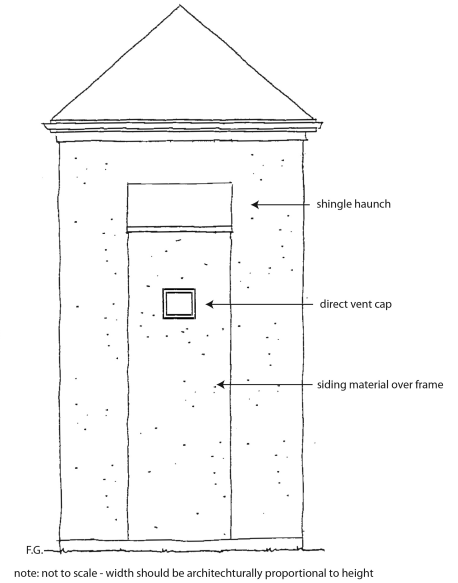 shingle haunch
direct vent cap
siding material over frame
F.G.
note: not to scale - width should be architechturally proportional to height